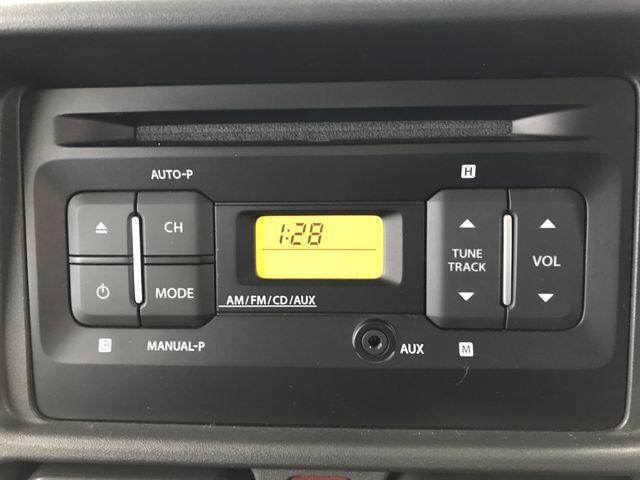 AUTO-P
H
CH
1:28
TUNE
TRACK
VOL
MODE
AM/FM/CD/AUX
MANUAL-P
AUX
M